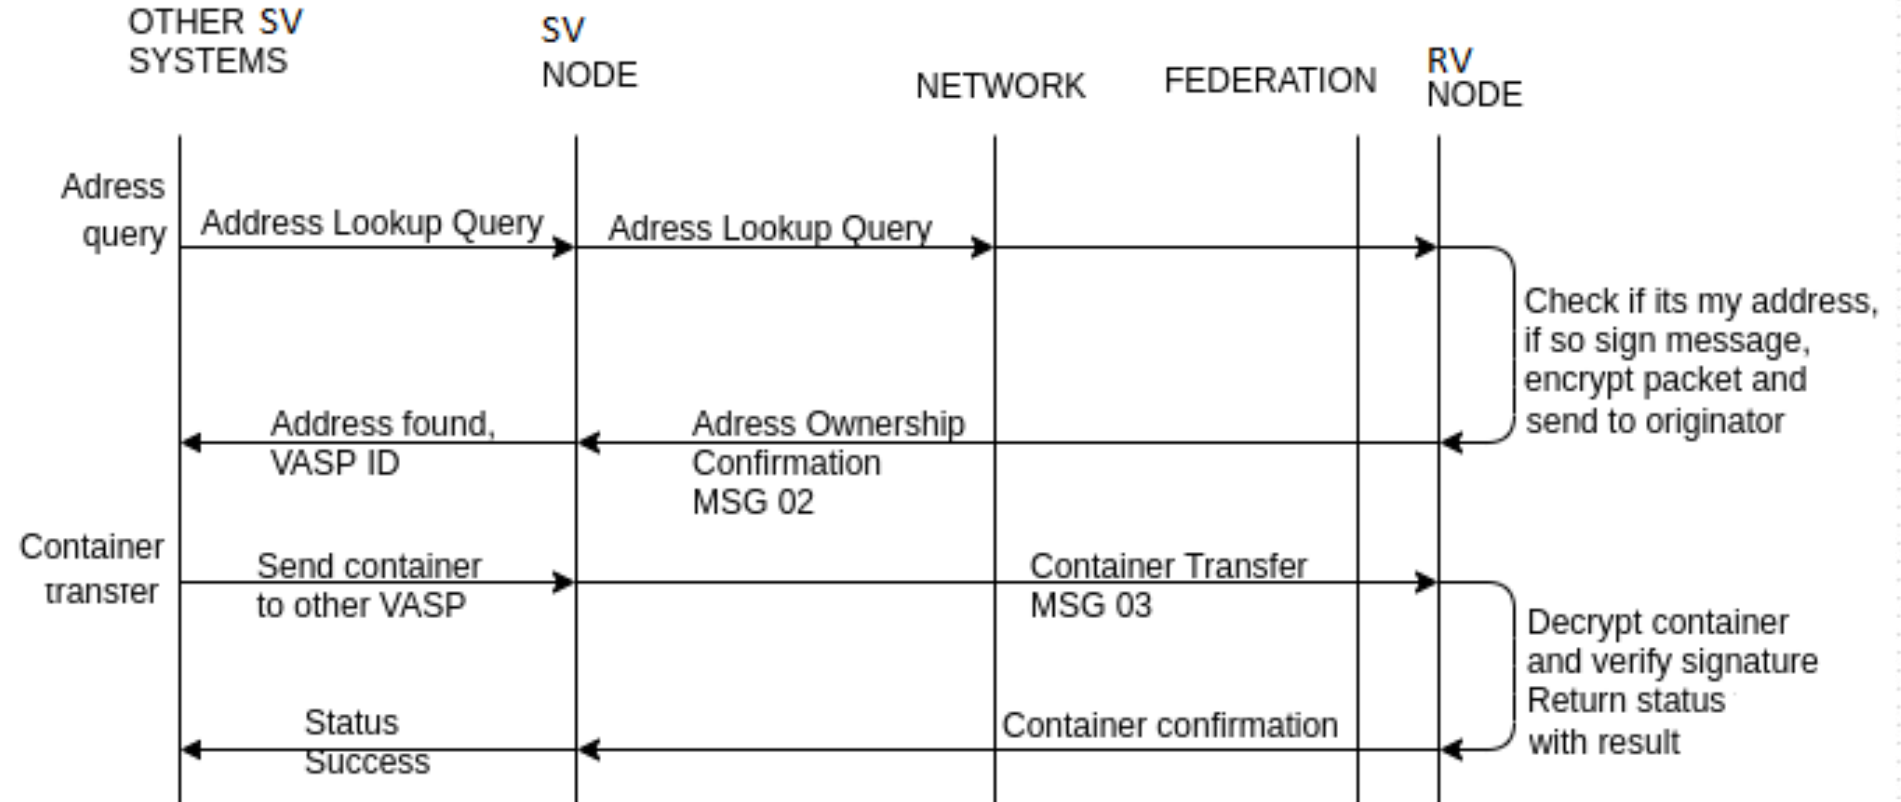 OTHER SV
SYSTEMS
SV
NODE
NETWORK
FEDERATION
RV
NODE
Adress
query
Address Lookup Query
Adress Lookup Query
Check if its my address,
if so sign message,
encrypt packet and
send to originator
Address found,
VASP ID
Adress Ownership
Confirmation
MSG 02
Container
transfer
Send container
to other VASP
Container Transfer
MSG 03
Decrypt container
and verify signature
Return status
with result
Status
Success
Container confirmation